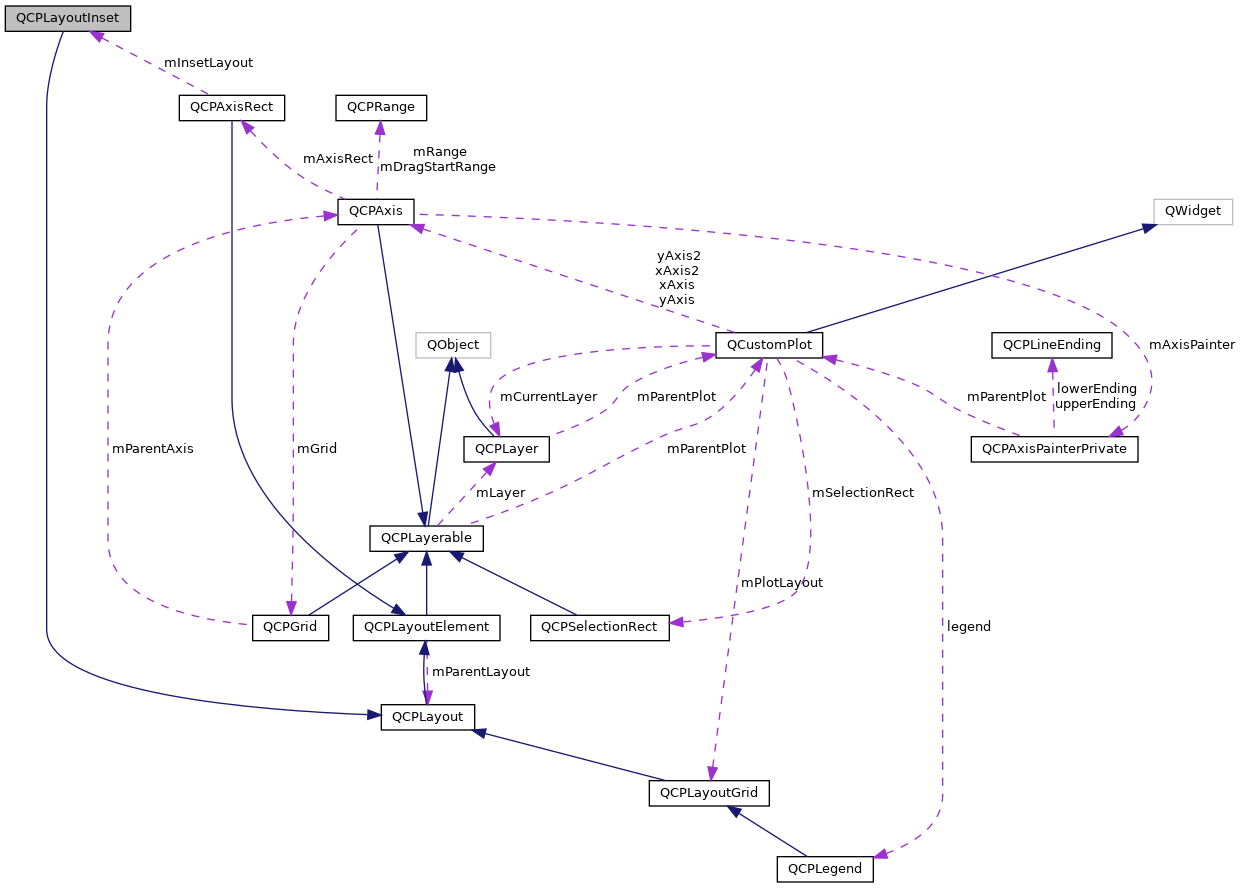 QCPLayoutInset
mInsetLayout
QCPAxisRect
QCPRange
mAxisRect
mRange
mDragStartRange
QCPAxis
QWidget
yAxis2
xAxis2
xAxis
yAxis
QObject
QCustomPlot
QCPLineEnding
mAxisPainter
mCurrentLayer
mParentPlot
mParentPlot
lowerEnding
upperEnding
mParentAxis
mGrid
QCPLayer
mParentPlot
QCPAxisPainterPrivate
mLayer
mSelectionRect
QCPLayerable
mPlotLayout
QCPGrid
QCPLayoutElement
QCPSelectionRect
legend
mParentLayout
QCPLayout
QCPLayoutGrid
QCPLegend